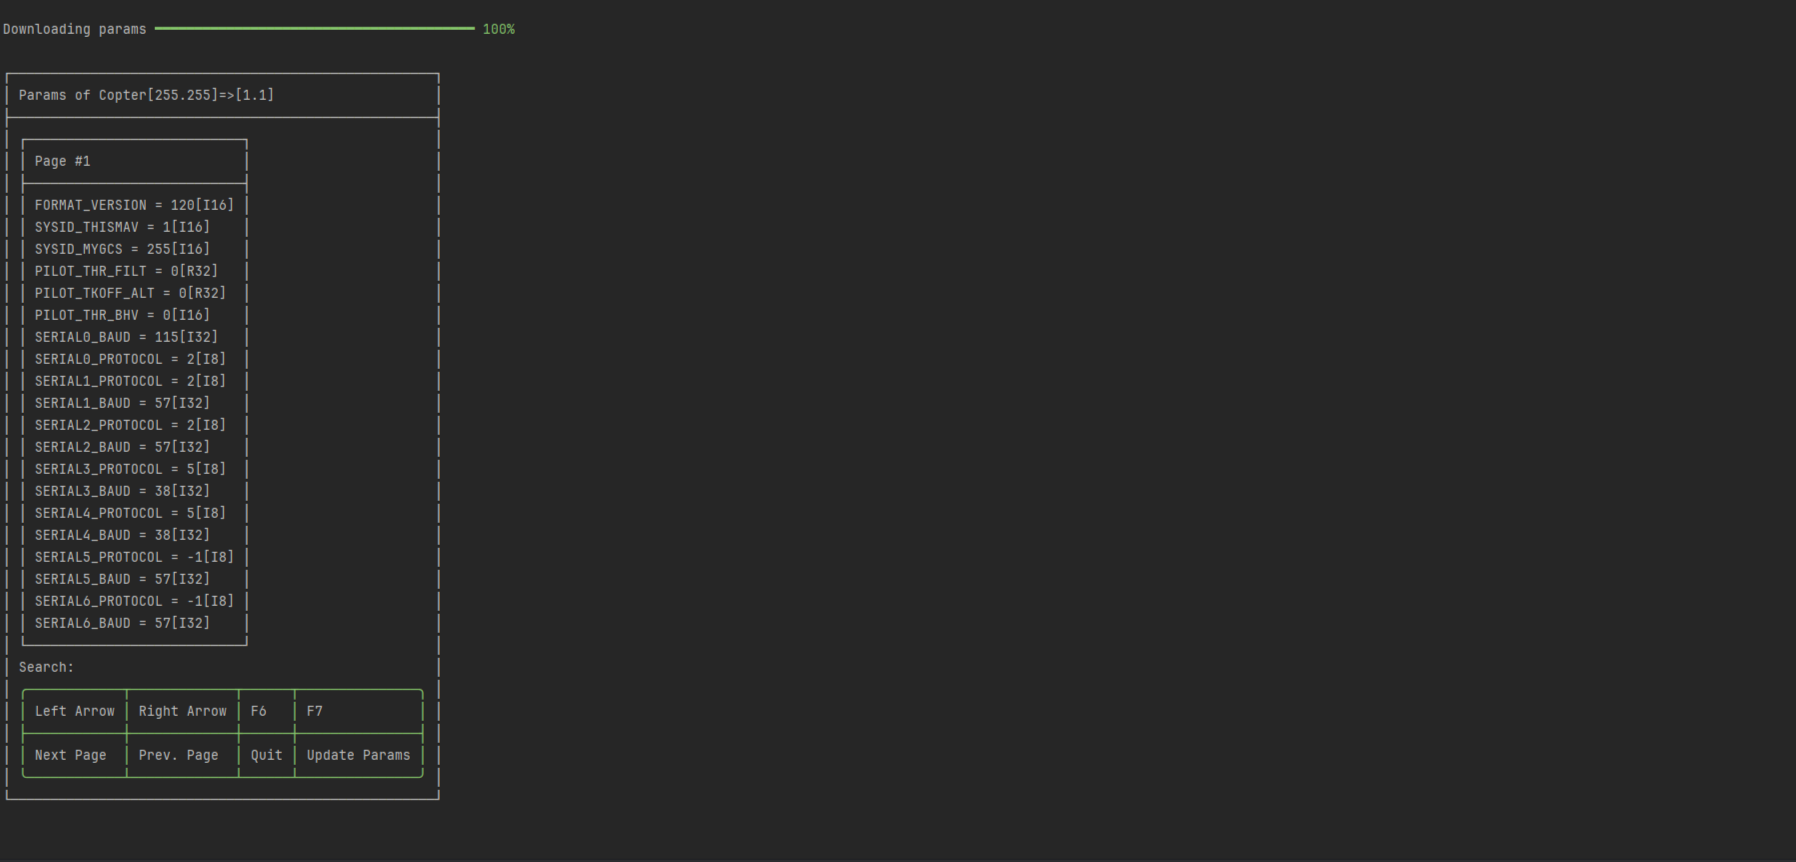 Downloading params 100%
Params of Copter[255.255]=>[1.1]
Page #1
FORMAT_VERSION = 120[I16]
SYSID_THISMAV = 1[I16]
SYSID_MYGCS = 255[I16]
PILOT_THR_FILT = 0[R32]
PILOT_TKOFF_ALT = 0[R32]
PILOT_THR_BHV = 0[I16]
SERIAL0_BAUD = 115[I32]
SERIAL0_PROTOCOL = 2[I8]
SERIAL1_PROTOCOL = 2[I8]
SERIAL1_BAUD = 57[I32]
SERIAL2_PROTOCOL = 2[I8]
SERIAL2_BAUD = 57[I32]
SERIAL3_PROTOCOL = 5[I8]
SERIAL3_BAUD = 38[I32]
SERIAL4_PROTOCOL = 5[I8]
SERIAL4_BAUD = 38[I32]
SERIAL5_PROTOCOL = -1[I8]
SERIAL5_BAUD = 57[I32]
SERIAL6_PROTOCOL = -1[I8]
SERIAL6_BAUD = 57[I32]
Search:
Left Arrow Right Arrow F6 F7
Next Page Prev. Page Quit Update Params